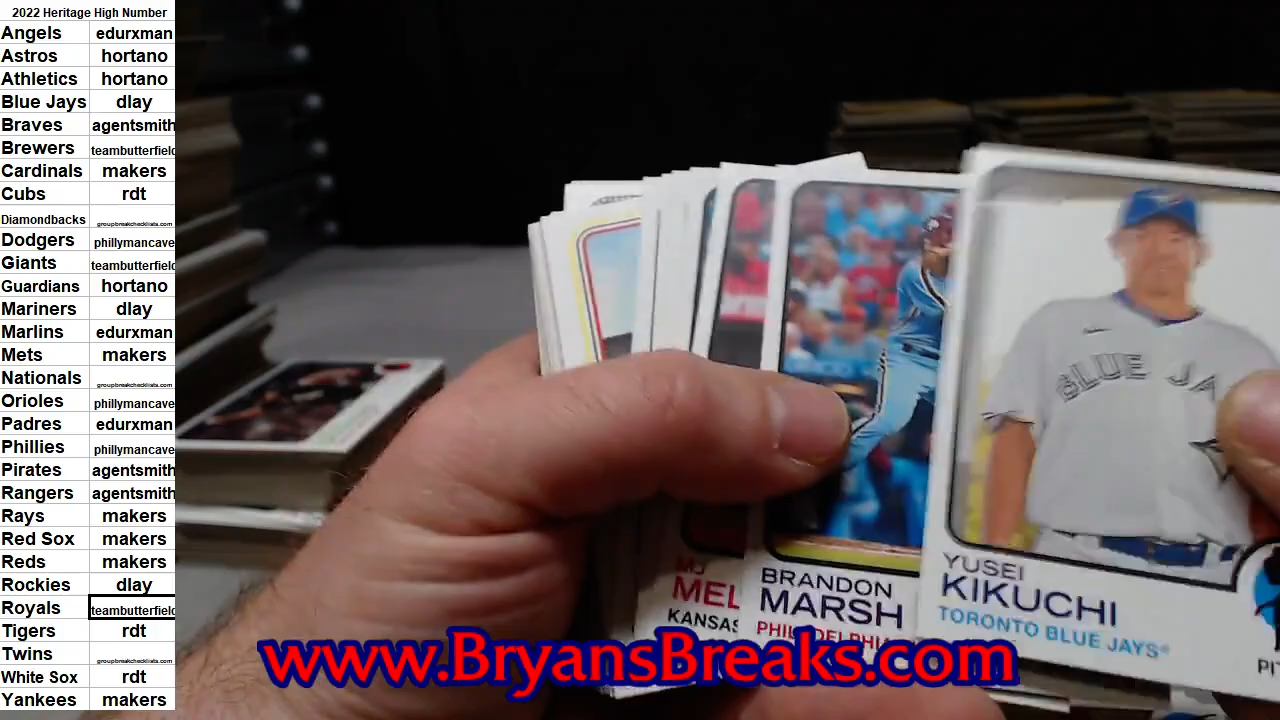 2022 Heritage High Number
Angels edurxman
Astros hortano
Athletics hortano
Blue Jays dlay
Braves agentsmith
Brewers teambutterfield
Cardinals makers
Cubs rdt
Diamondbacks groupbreakchecklists.com
Dodgers phillymancave
Giants teambutterfield
Guardians hortano
Mariners dlay
Marlins edurxman
Mets makers
Nationals groupbreakchecklists.com
Orioles phillymancave
Padres edurxman
Phillies phillymancave
Pirates agentsmith
Rangers agentsmith
Rays makers
Red Sox makers
Reds makers
Rockies dlay
Royals teambutterfield
Tigers rdt
Twins groupbreakchecklists.com
White Sox rdt
Yankees makers
BLUE JA
YUSEI
KIKUCHI
TORONTO BLUE JAYS®
PIT
BRANDON
MARSH
PHILADELPHIA
MJ
MEL
KANSAS
www.BryansBreaks.com